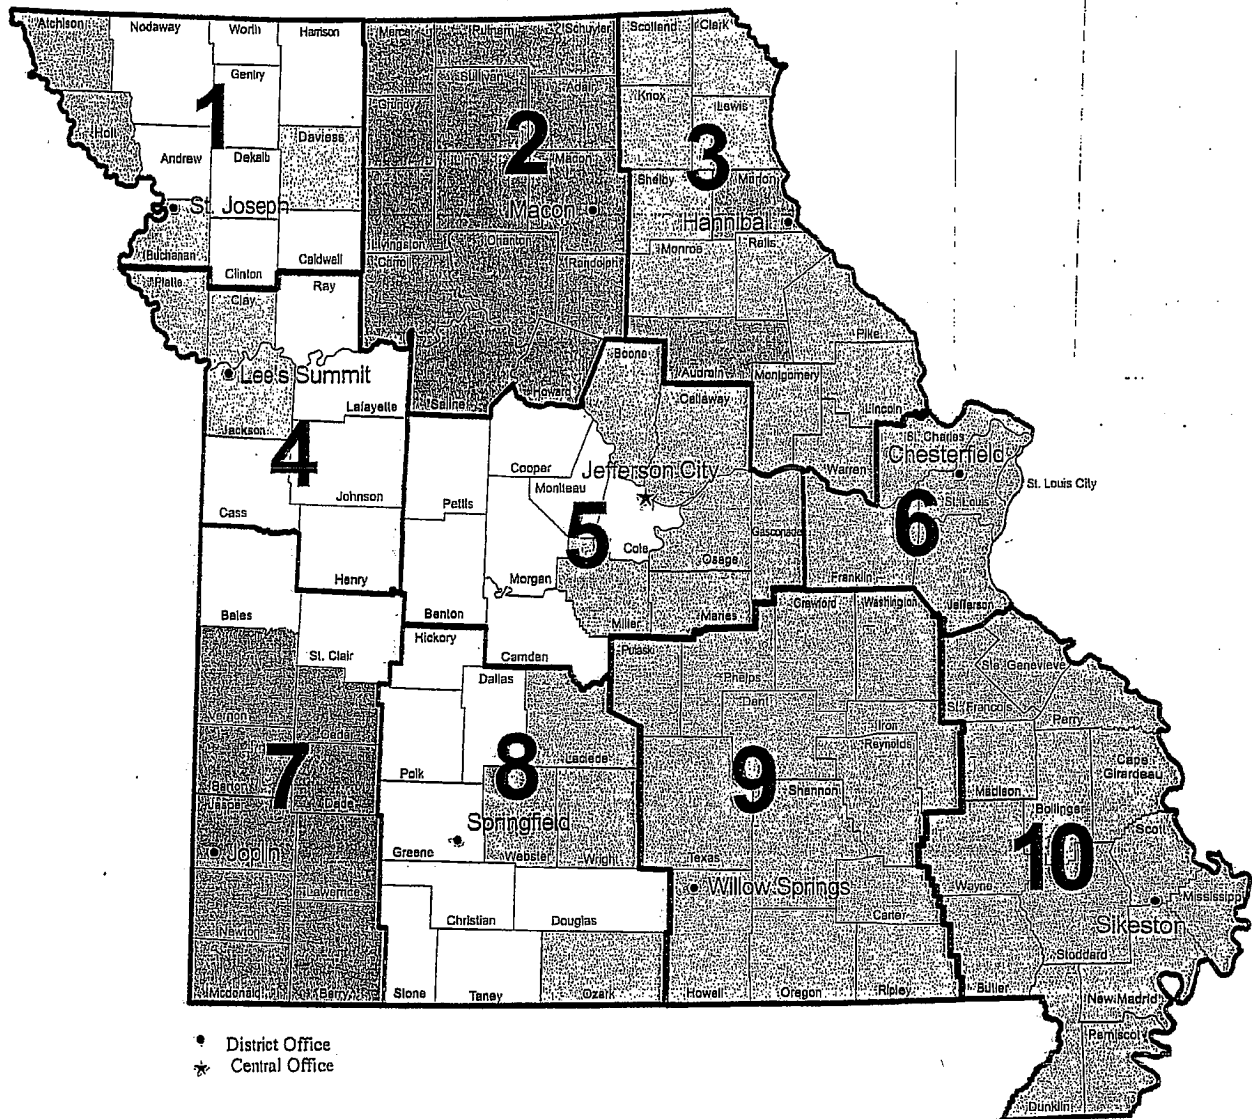 Atchison
Nodaway
Worth
Harrison
Mercer
Putnam
Schuyler
Scotland
Clark
Gentry
Sullivan
Adair
Knox
Lewis
Grundy
1
2
3
Holt
Daviess
Andrew
Dekalb
Linn
Macon
Shelby
Marion
St. Joseph
Macon
Hannibal
Buchanan
Clinton
Caldwell
Livingston
Chariton
Monroe
Ralls
Carroll
Randolph
Platte
Clay
Ray
Pike
Lee's Summit
Boone
Audrain
Montgomery
Saline
Howard
Callaway
Lincoln
Lafayette
Jackson
St. Charles
4
Chesterfield
Cooper
Jefferson City
Warren
Johnson
Moniteau
St. Louis City
Cass
Pettis
St. Louis
5
6
Gasconade
Cole
Osage
Henry
Morgan
Franklin
Bates
Benton
Miller
Maries
Crawford
Washington
Jefferson
Hickory
St. Clair
Camden
Pulaski
Ste. Genevieve
Dallas
Phelps
Dent
St. Francois
Vernon
Cedar
Iron
Perry
Reynolds
7
8
9
Laclede
Polk
Cape
Girardeau
Barton
Shannon
Madison
Jasper
Dade
Bollinger
Springfield
Scott
Joplin
Greene
Webster
Wright
Texas
10
Willow Springs
Wayne
Lawrence
Mississippi
Christian
Douglas
Carter
Sikeston
Newton
Stoddard
Mcdonald
Barry
Stone
Taney
Ozark
Howell
Oregon
Ripley
Butler
New Madrid
Pemiscot
Dunklin
District Office
Central Office